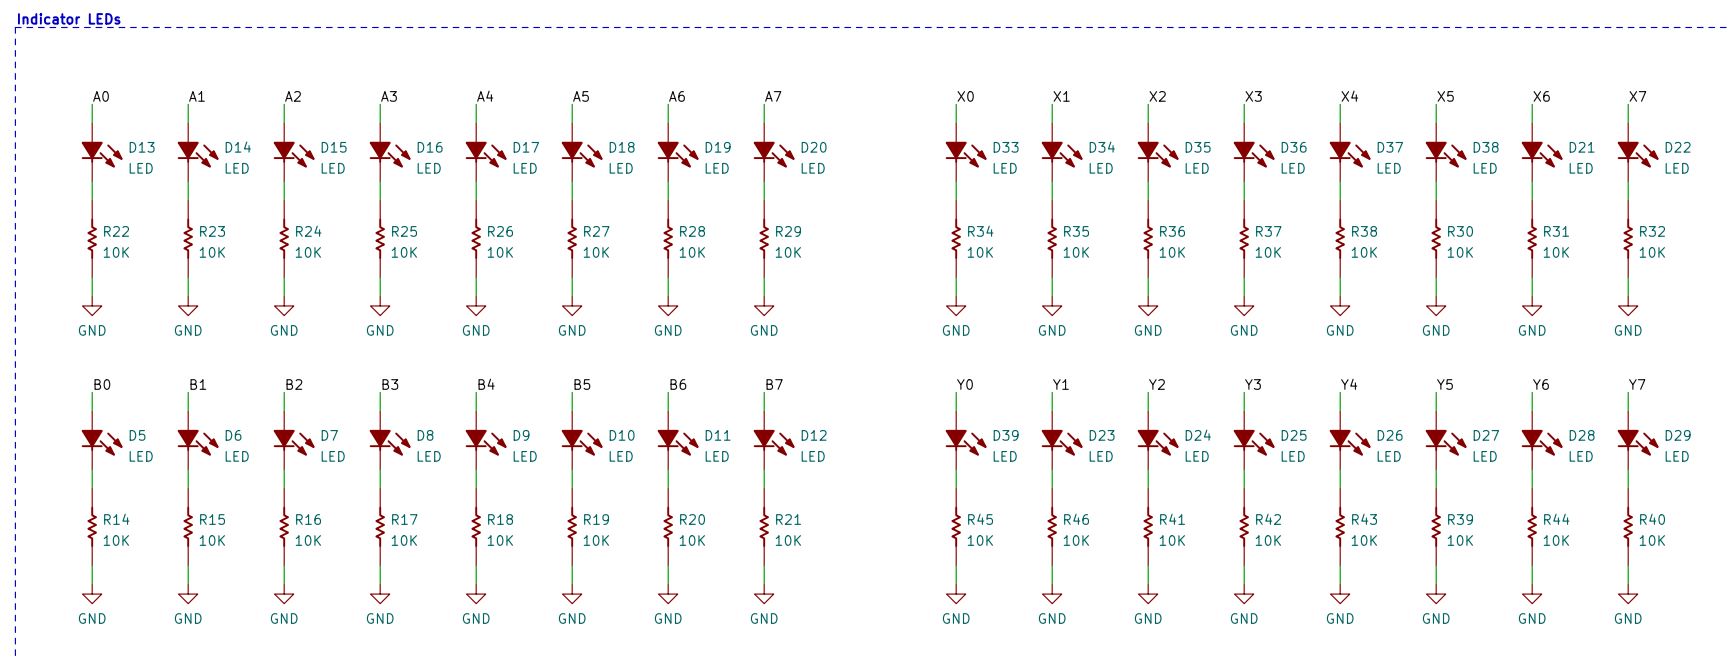 Indicator LEDs
A0 A1 A2 A3 A4 A5 A6 A7 X0 X1 X2 X3 X4 X5 X6 X7
D13 D14 D15 D16 D17 D18 D19 D20 D33 D34 D35 D36 D37 D38 D21 D22
LED LED LED LED LED LED LED LED LED LED LED LED LED LED LED LED
R22 R23 R24 R25 R26 R27 R28 R29 R34 R35 R36 R37 R38 R30 R31 R32
10K 10K 10K 10K 10K 10K 10K 10K 10K 10K 10K 10K 10K 10K 10K 10K
GND GND GND GND GND GND GND GND GND GND GND GND GND GND GND GND
B0 B1 B2 B3 B4 B5 B6 B7 Y0 Y1 Y2 Y3 Y4 Y5 Y6 Y7
D5 D6 D7 D8 D9 D10 D11 D12 D39 D23 D24 D25 D26 D27 D28 D29
LED LED LED LED LED LED LED LED LED LED LED LED LED LED LED LED
R14 R15 R16 R17 R18 R19 R20 R21 R45 R46 R41 R42 R43 R39 R44 R40
10K 10K 10K 10K 10K 10K 10K 10K 10K 10K 10K 10K 10K 10K 10K 10K
GND GND GND GND GND GND GND GND GND GND GND GND GND GND GND GND